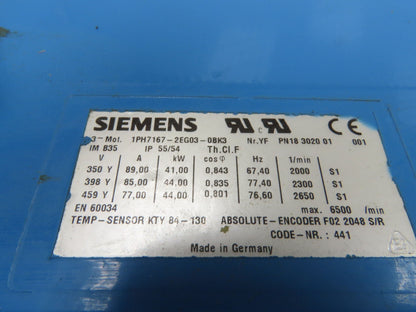 SIEMENS
3~Mot. 1PH7167-2EG03-0BK3 Nr.YF PN18 3020 01 001
IM B35 IP 55/54 Th.Cl.F
V A kW cosφ Hz 1/min
350 Y 89,00 41,00 0,843 67,40 2000 S1
398 Y 85,00 44,00 0,835 77,40 2300 S1
459 Y 77,00 44,00 0,801 76,60 2650 S1
EN 60034 max. 6500 /min
TEMP-SENSOR KTY 84-130 ABSOLUTE-ENCODER F02 2048 S/R
CODE-NR.: 441
Made in Germany